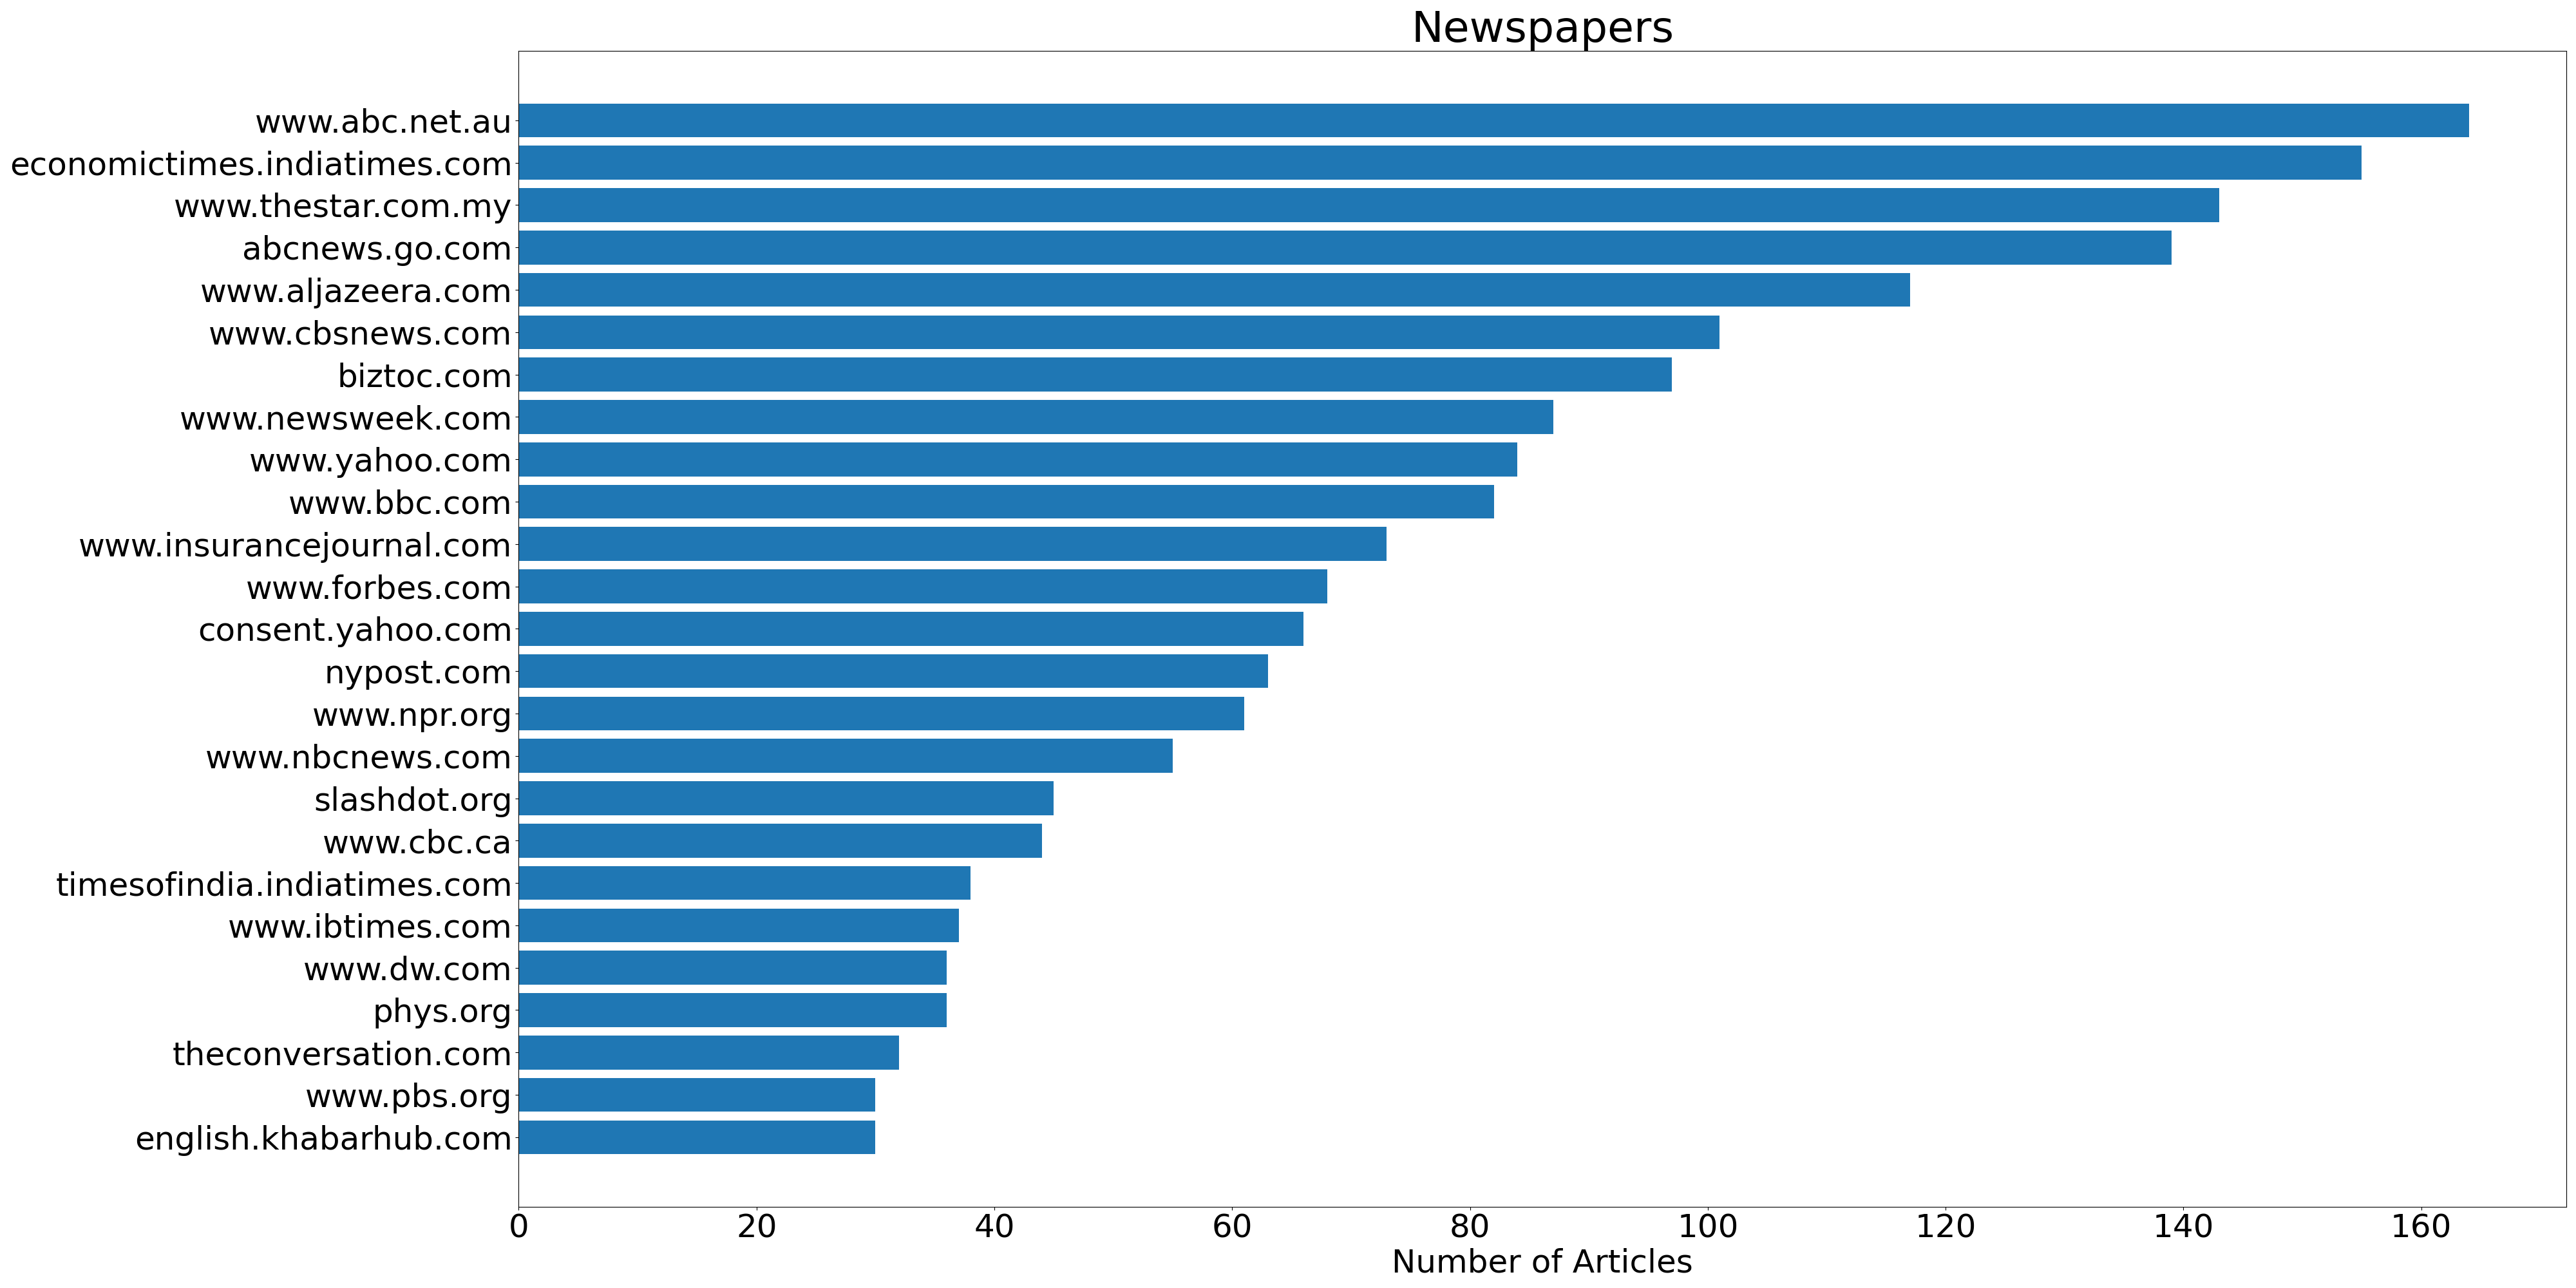 Newspapers
www.abc.net.au
economictimes.indiatimes.com
www.thestar.com.my
abcnews.go.com
www.aljazeera.com
www.cbsnews.com
biztoc.com
www.newsweek.com
www.yahoo.com
www.bbc.com
www.insurancejournal.com
www.forbes.com
consent.yahoo.com
nypost.com
www.npr.org
www.nbcnews.com
slashdot.org
www.cbc.ca
timesofindia.indiatimes.com
www.ibtimes.com
www.dw.com
phys.org
theconversation.com
www.pbs.org
english.khabarhub.com
0 20 40 60 80 100 120 140 160
Number of Articles